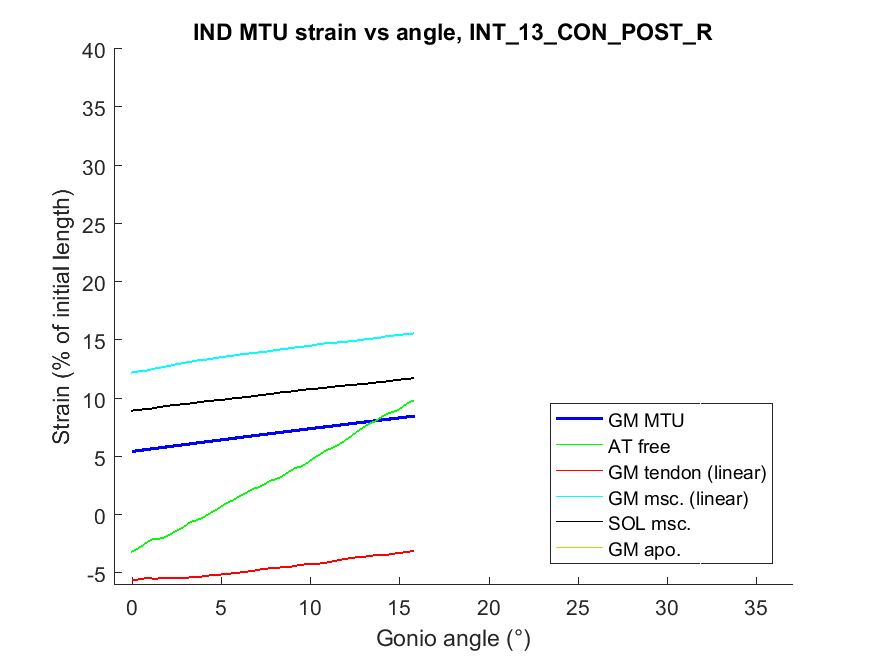 IND MTU strain vs angle, INT_13_CON_POST_R
Strain (% of initial length)
40
35
30
25
20
15
10
5
0
-5
0 5 10 15 20 25 30 35
Gonio angle (°)
GM MTU
AT free
GM tendon (linear)
GM msc. (linear)
SOL msc.
GM apo.